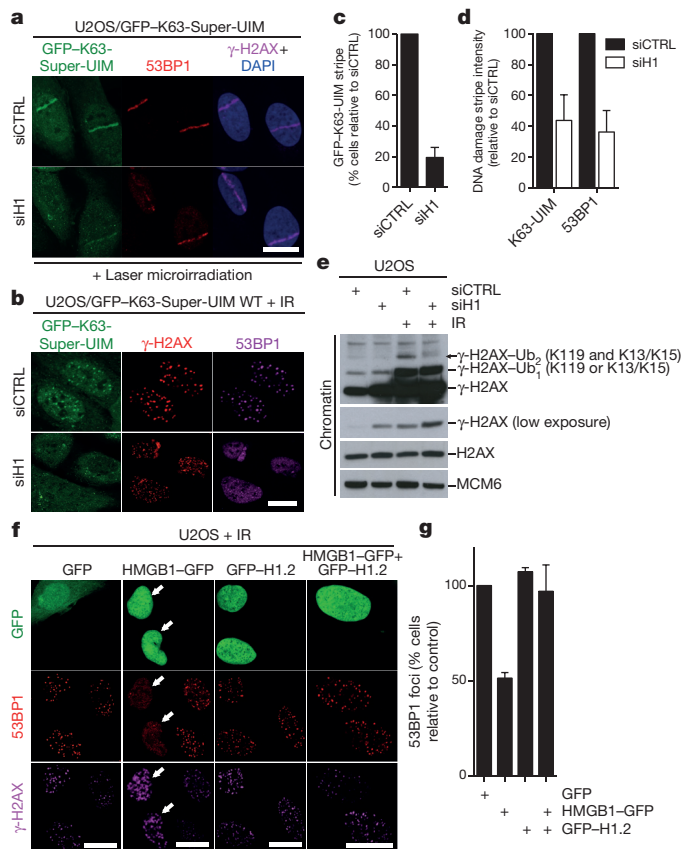 a
U2OS/GFP–K63-Super-UIM
GFP–K63-
Super-UIM
53BP1
γ-H2AX+
DAPI
siCTRL
siH1
+ Laser microirradiation
b
U2OS/GFP–K63-Super-UIM WT + IR
GFP–K63-
Super-UIM
γ-H2AX
53BP1
siCTRL
siH1
c
GFP–K63-UIM stripe
(% cells relative to siCTRL)
100
80
60
40
20
0
siCTRL
siH1
d
siCTRL
siH1
DNA damage stripe intensity
(relative to siCTRL)
100
80
60
40
20
0
K63-UIM
53BP1
e
U2OS
+ + siCTRL
+ + siH1
+ + IR
Chromatin
γ-H2AX–Ub2 (K119 and K13/K15)
γ-H2AX–Ub1 (K119 or K13/K15)
γ-H2AX
γ-H2AX (low exposure)
H2AX
MCM6
f
U2OS + IR
GFP
HMGB1–GFP
GFP–H1.2
HMGB1–GFP+
GFP–H1.2
GFP
53BP1
γ-H2AX
g
53BP1 foci (% cells
relative to control)
100
50
0
+ GFP
+ + HMGB1–GFP
+ + GFP–H1.2